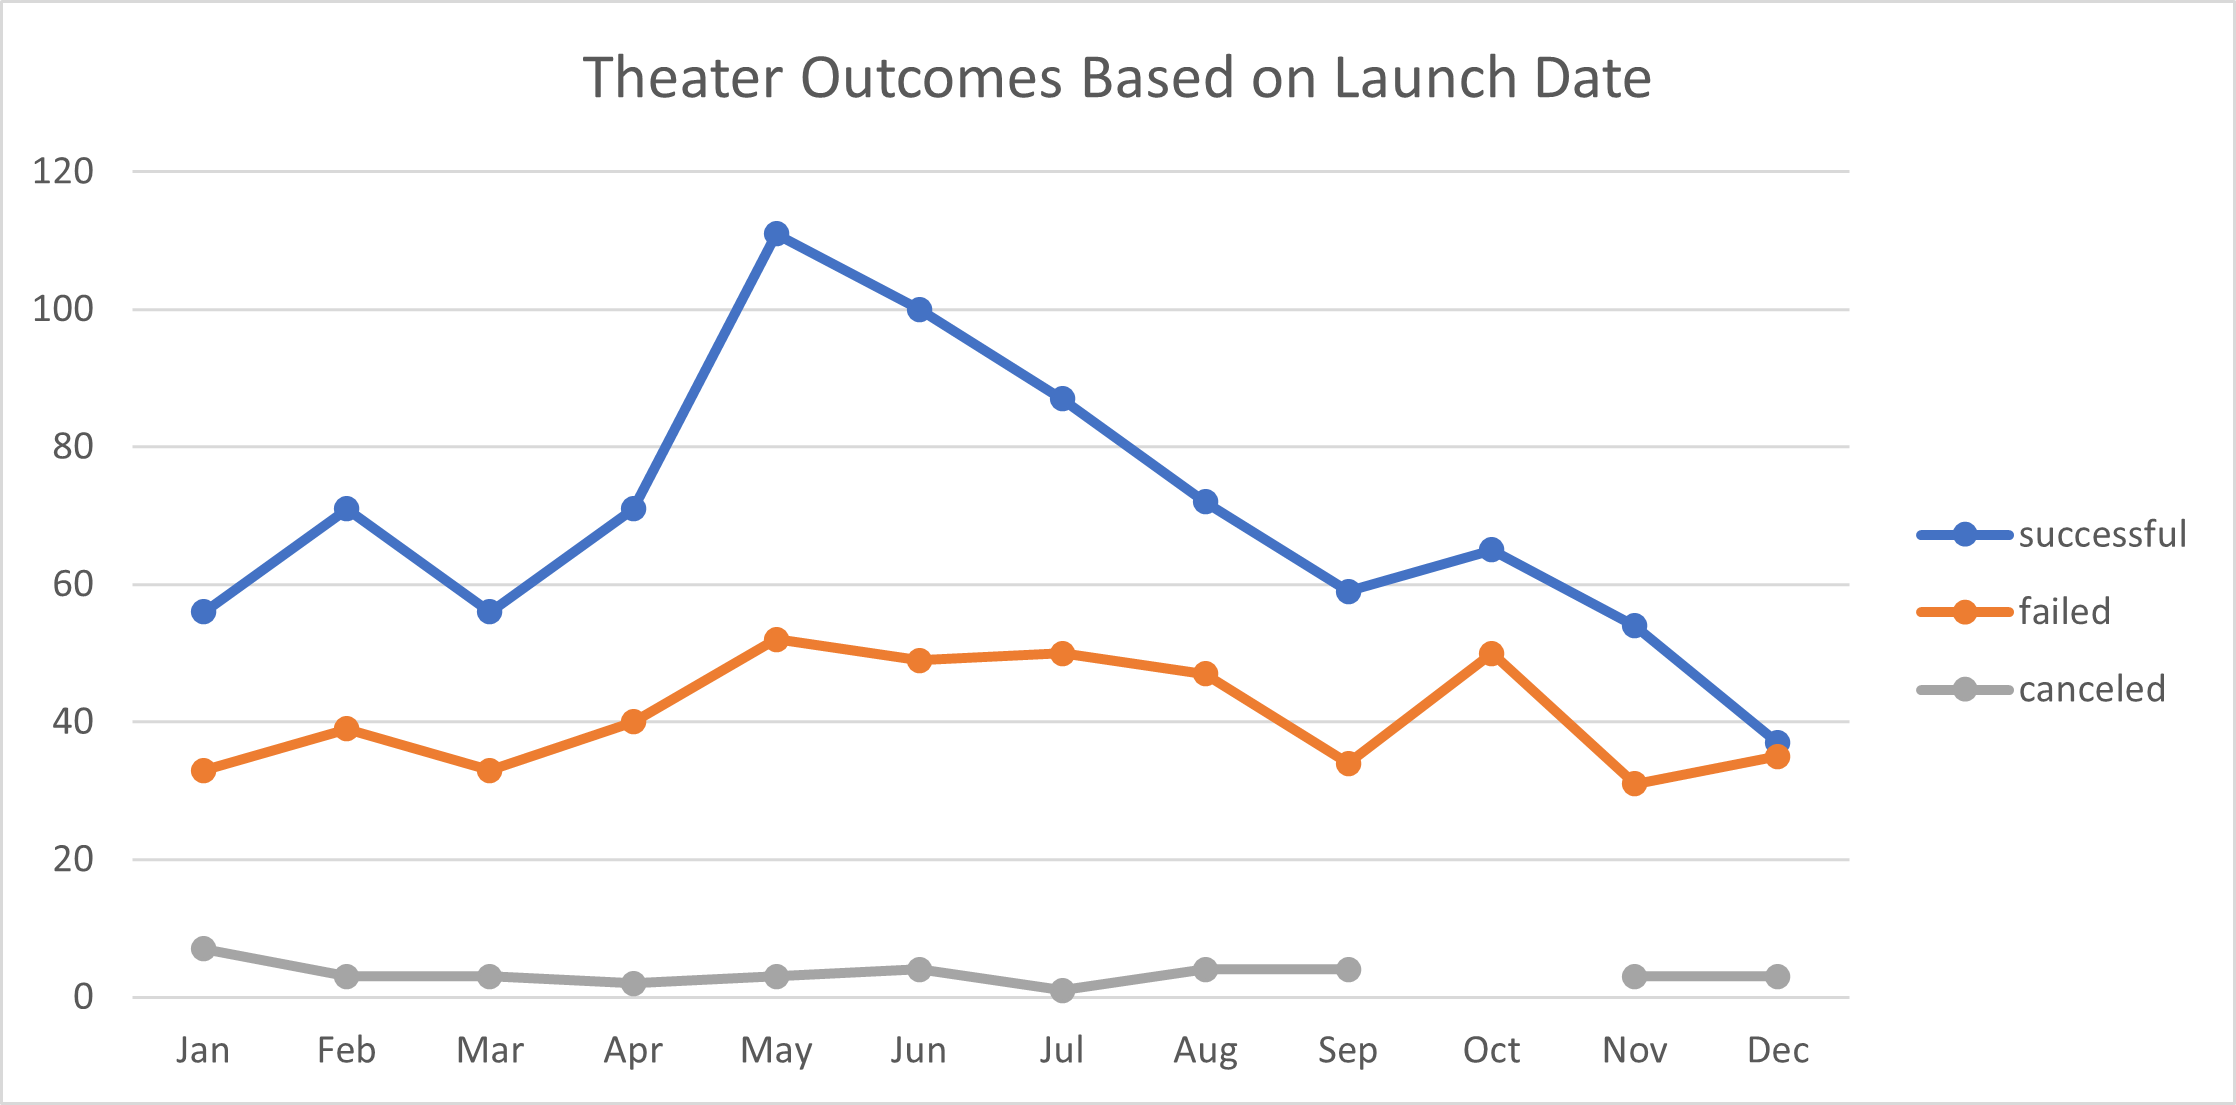 Theater Outcomes Based on Launch Date
120
100
80
60
40
20
0
Jan Feb Mar Apr May Jun Jul Aug Sep Oct Nov Dec
successful
failed
canceled